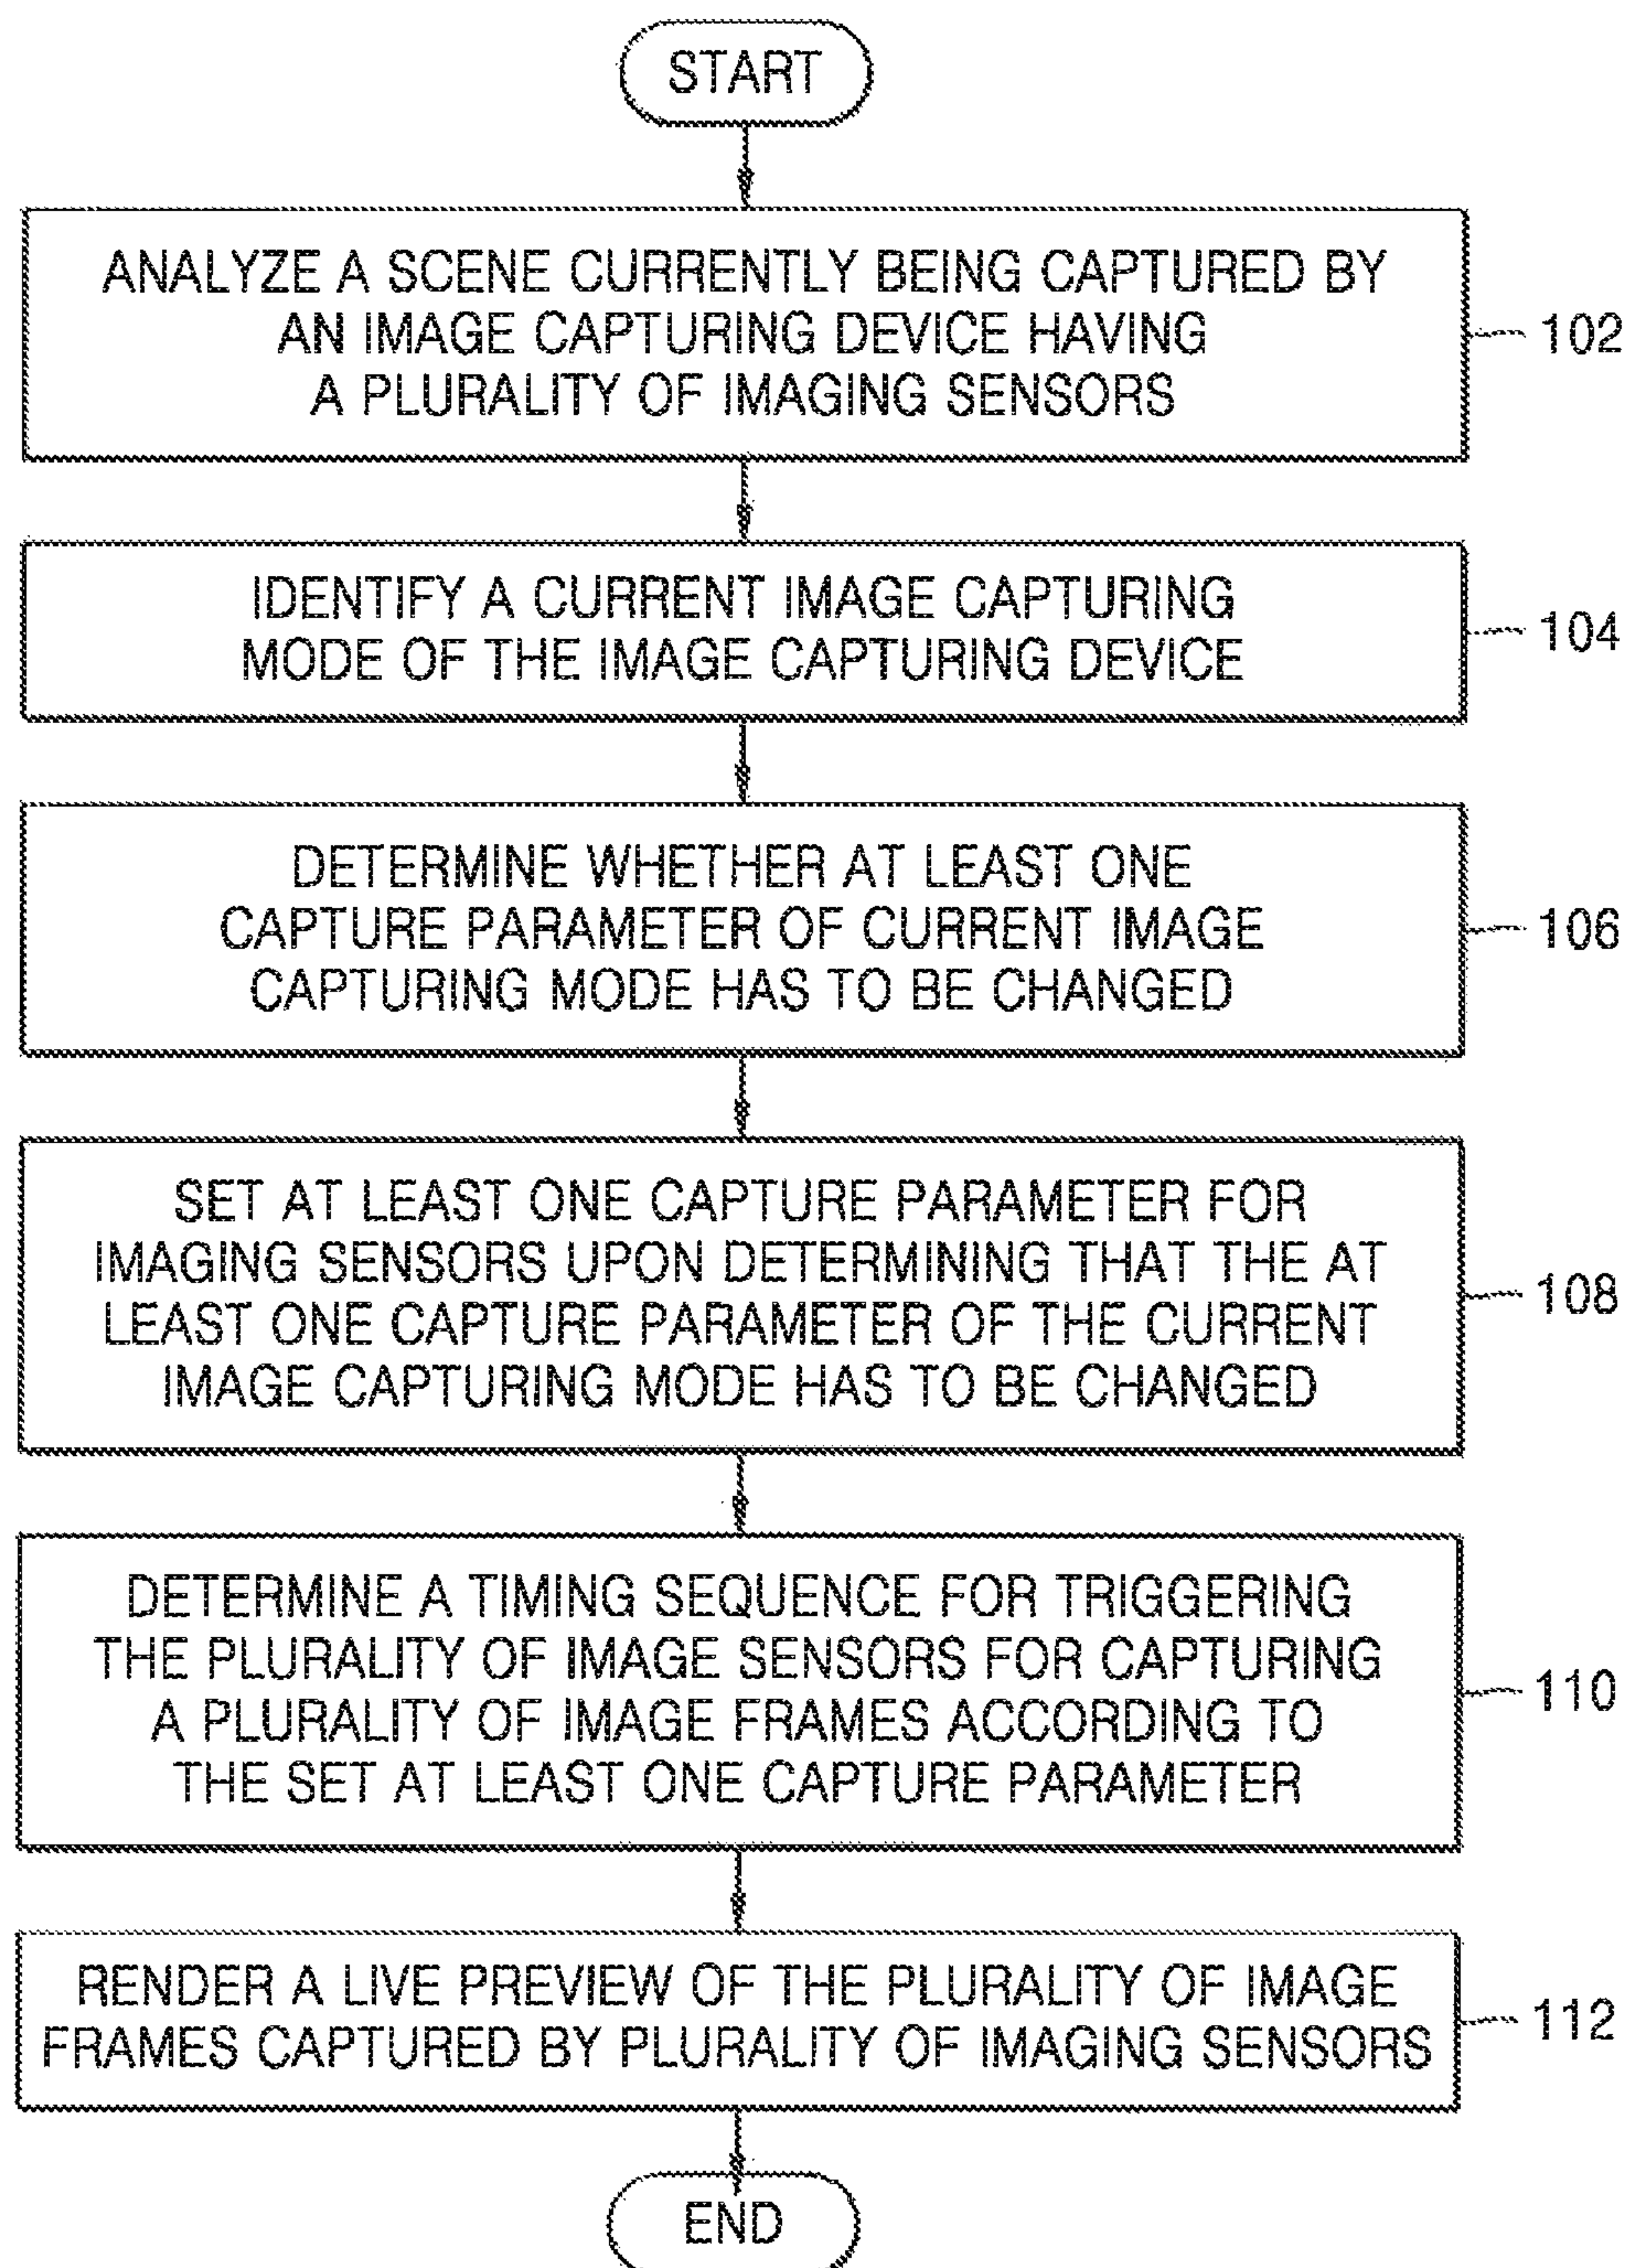 START
ANALYZE A SCENE CURRENTLY BEING CAPTURED BY
AN IMAGE CAPTURING DEVICE HAVING
A PLURALITY OF IMAGING SENSORS
102
IDENTIFY A CURRENT IMAGE CAPTURING
MODE OF THE IMAGE CAPTURING DEVICE
104
DETERMINE WHETHER AT LEAST ONE
CAPTURE PARAMETER OF CURRENT IMAGE
CAPTURING MODE HAS TO BE CHANGED
106
SET AT LEAST ONE CAPTURE PARAMETER FOR
IMAGING SENSORS UPON DETERMINING THAT THE AT
LEAST ONE CAPTURE PARAMETER OF THE CURRENT
IMAGE CAPTURING MODE HAS TO BE CHANGED
108
DETERMINE A TIMING SEQUENCE FOR TRIGGERING
THE PLURALITY OF IMAGE SENSORS FOR CAPTURING
A PLURALITY OF IMAGE FRAMES ACCORDING TO
THE SET AT LEAST ONE CAPTURE PARAMETER
110
RENDER A LIVE PREVIEW OF THE PLURALITY OF IMAGE
FRAMES CAPTURED BY PLURALITY OF IMAGING SENSORS
112
END